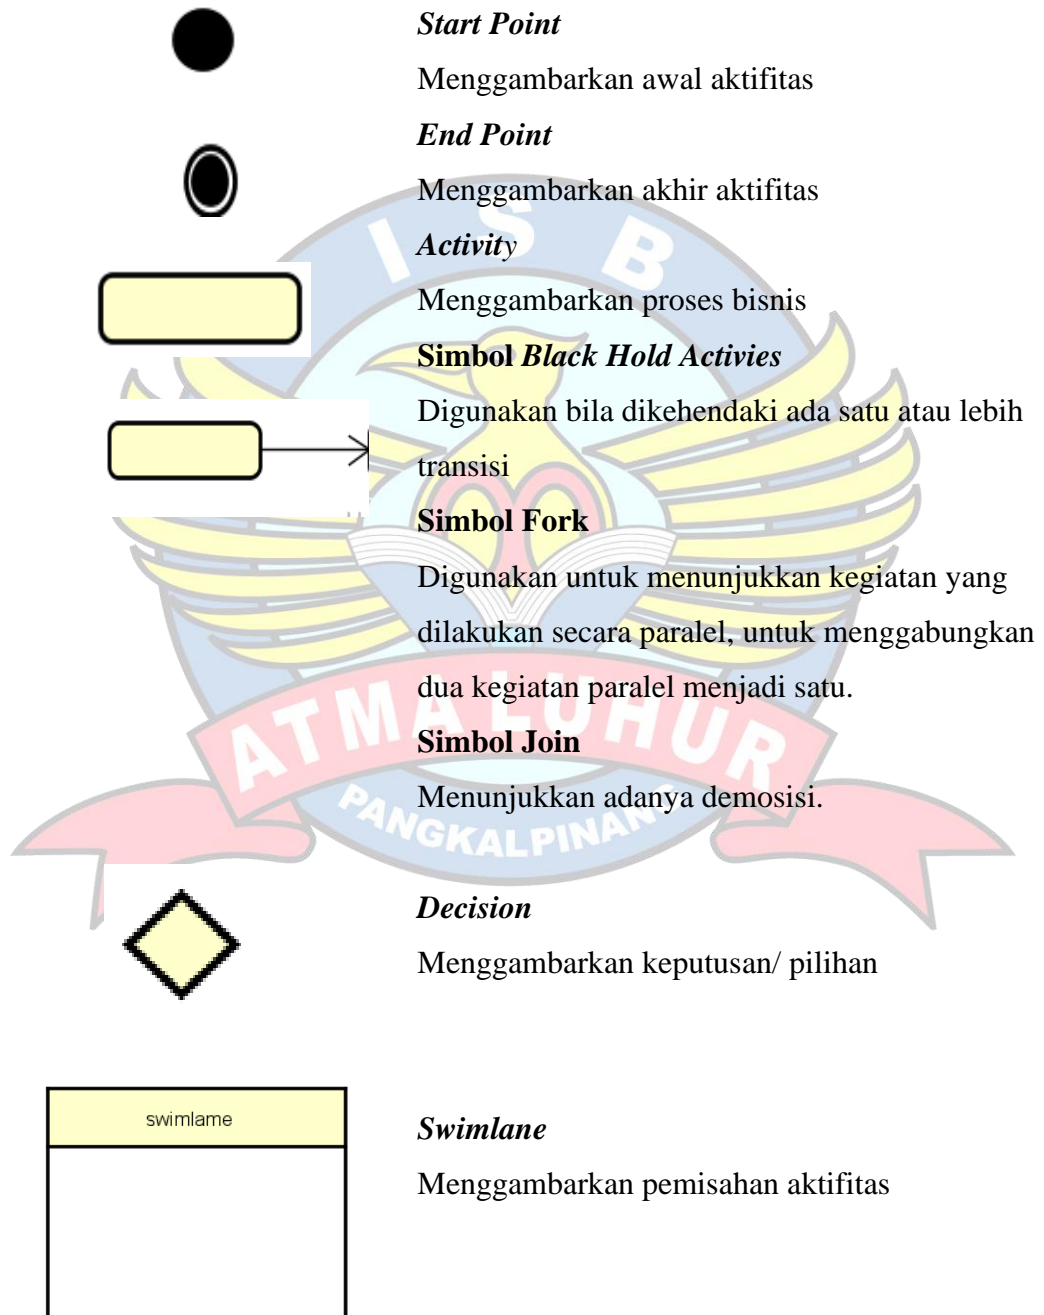 Start Point
Menggambarkan awal aktifitas
End Point
Menggambarkan akhir aktifitas
Activity
Menggambarkan proses bisnis
Simbol Black Hold Activies
Digunakan bila dikehendaki ada satu atau lebih
transisi
Simbol Fork
Digunakan untuk menunjukkan kegiatan yang
dilakukan secara paralel, untuk menggabungkan
dua kegiatan paralel menjadi satu.
Simbol Join
Menunjukkan adanya demosisi.
Decision
Menggambarkan keputusan/ pilihan
swimlame
Swimlane
Menggambarkan pemisahan aktifitas
I S B
ATMA LUHUR
PANGKALPINANG